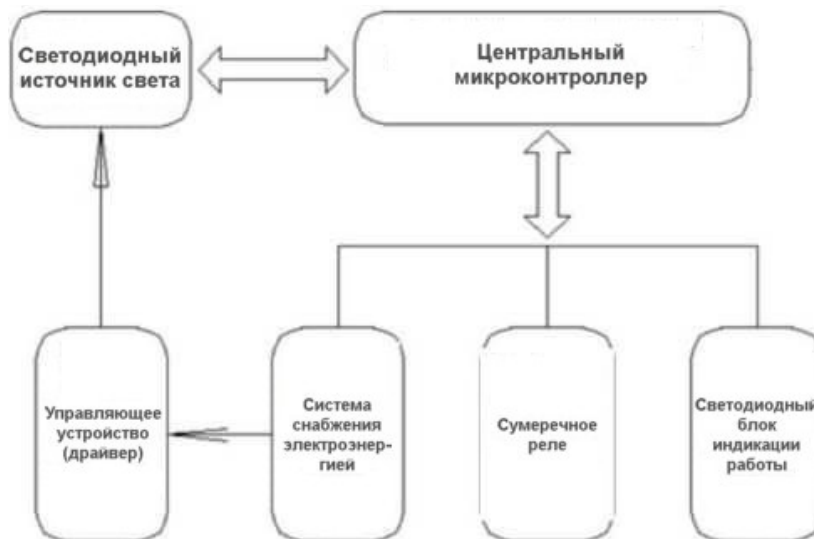 Светодиодный
источник света
Центральный
микроконтроллер
Управляющее
устройство
(драйвер)
Система
снабжения
электроэнер-
гией
Сумеречное
реле
Светодиодный
блок
индикации
работы